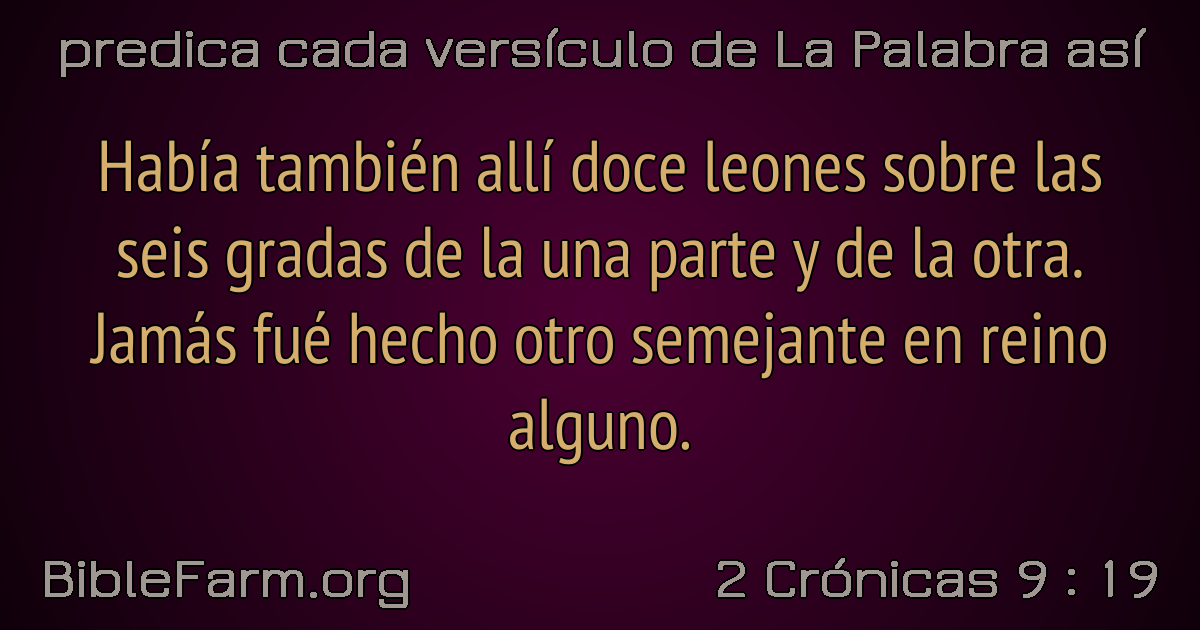 predica cada versículo de La Palabra así
Había también allí doce leones sobre las
seis gradas de la una parte y de la otra.
Jamás fué hecho otro semejante en reino
alguno.
BibleFarm.org
2 Crónicas 9 : 19